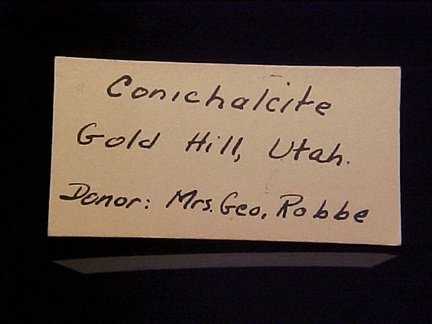 Conichalcite
Gold Hill, Utah.
Donor: Mrs. Geo. Robbe